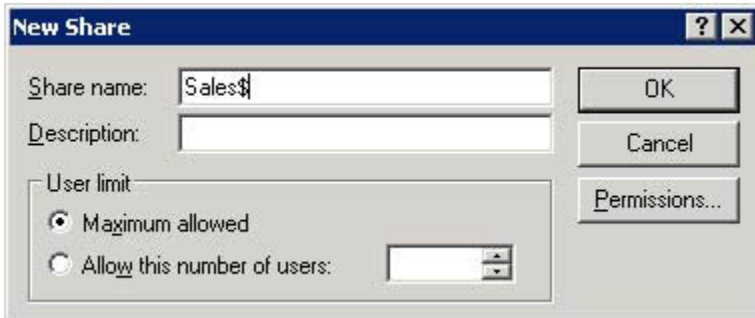 New Share
Share name: Sales$ OK
Description: Cancel
User limit Permissions...
Maximum allowed
Allow this number of users: